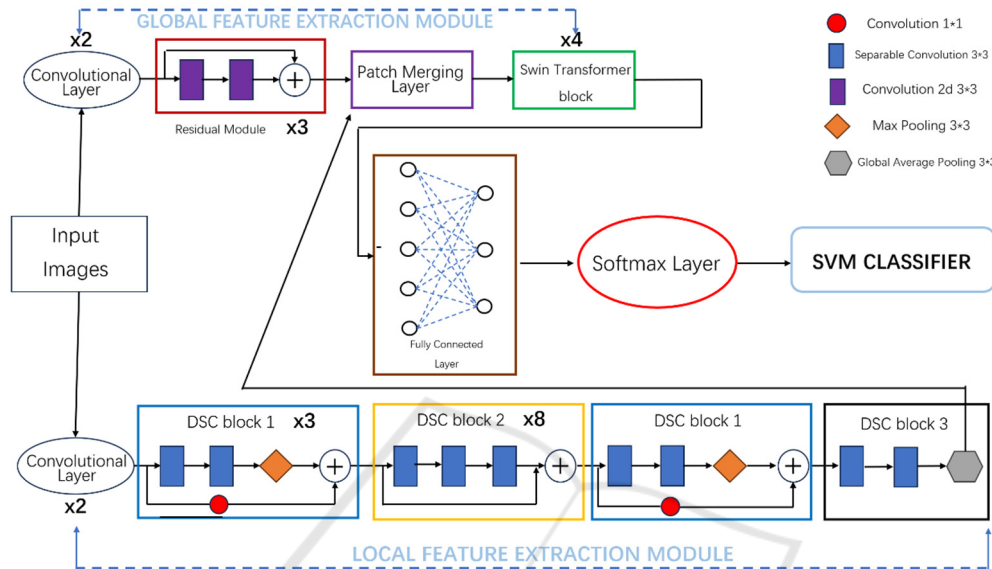 GLOBAL FEATURE EXTRACTION MODULE
x2
x4
Convolutional
Layer
Residual Module
x3
Patch Merging
Layer
Swin Transformer
block
Convolution 1*1
Separable Convolution 3*3
Convolution 2d 3*3
Max Pooling 3*3
Global Average Pooling 3*3
Input
Images
Fully Connected
Layer
Softmax Layer
SVM CLASSIFIER
Convolutional
Layer
x2
DSC block 1
x3
DSC block 2
x8
DSC block 1
DSC block 3
LOCAL FEATURE EXTRACTION MODULE